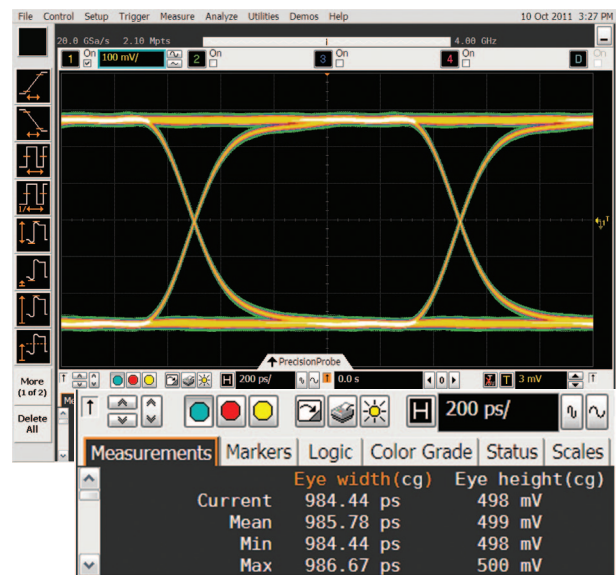 File Control Setup Trigger Measure Analyze Utilities Demos Help 10 Oct 2011 3:27 PM
20.0 GSa/s 2.10 Mpts 4.00 GHz
1 On 100 mV/ 2 On 3 On 4 On D On
T
PrecisionProbe
More
(1 of 2)
H 200 ps/ 0.0 s 0 T 3 mV
Delete
All
H 200 ps/
Measurements Markers Logic Color Grade Status Scales
Eye width(cg) Eye height(cg)
Current 984.44 ps 498 mV
Mean 985.78 ps 499 mV
Min 984.44 ps 498 mV
Max 986.67 ps 500 mV